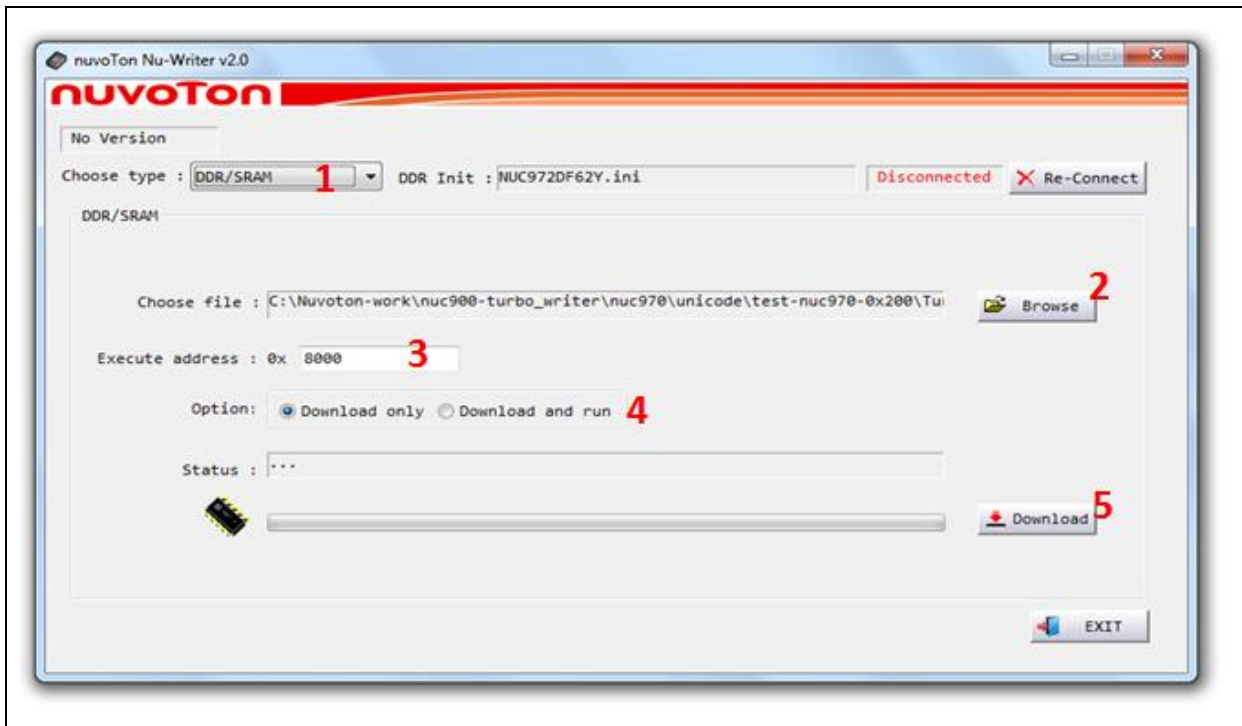 nuvoTon Nu-Writer v2.0
nuvoTon
No Version
Choose type : DDR/SRAM 1 DDR Init : NUC972DF62Y.ini Disconnected Re-Connect
DDR/SRAM
2
Choose file : C:\Nuvoton-work\nuc900-turbo_writer\nuc970\unicode\test-nuc970-0x200\Tu Browse
Execute address : 0x 8000 3
Option: Download only Download and run 4
Status : ...
Download 5
EXIT